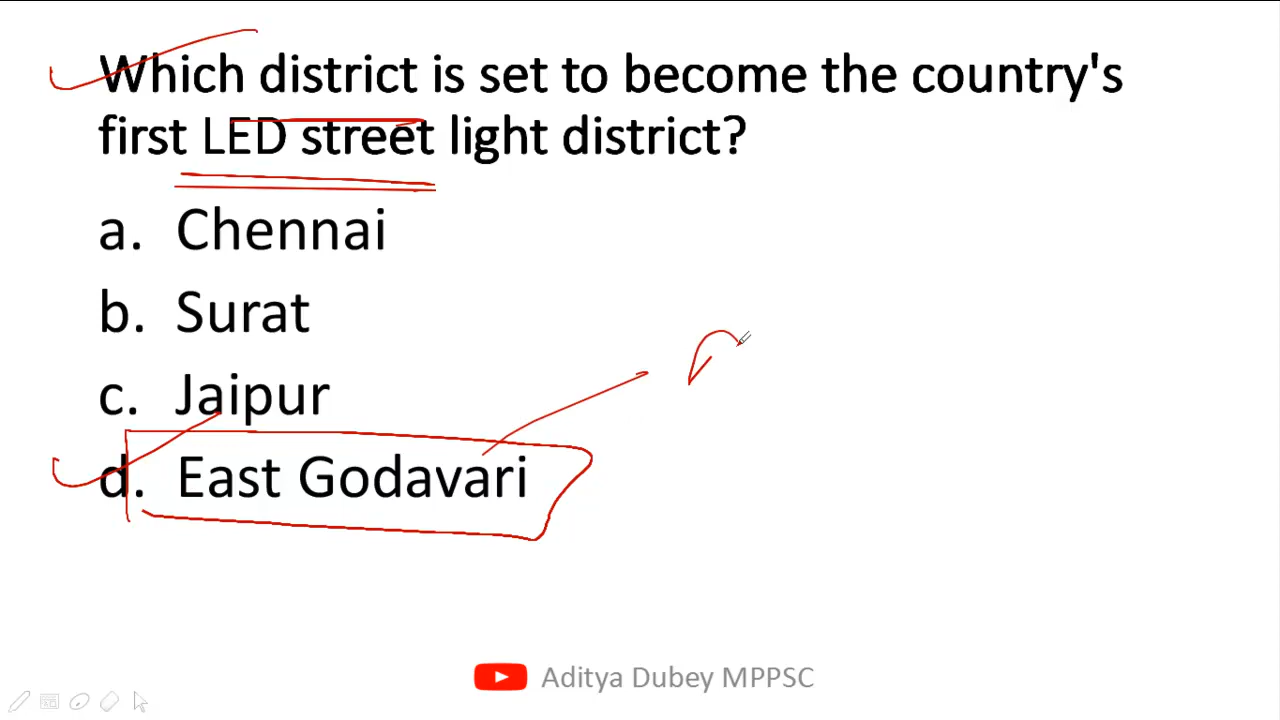 Which district is set to become the country's
first LED street light district?
a. Chennai
b. Surat
c. Jaipur
d. East Godavari
Aditya Dubey MPPSC